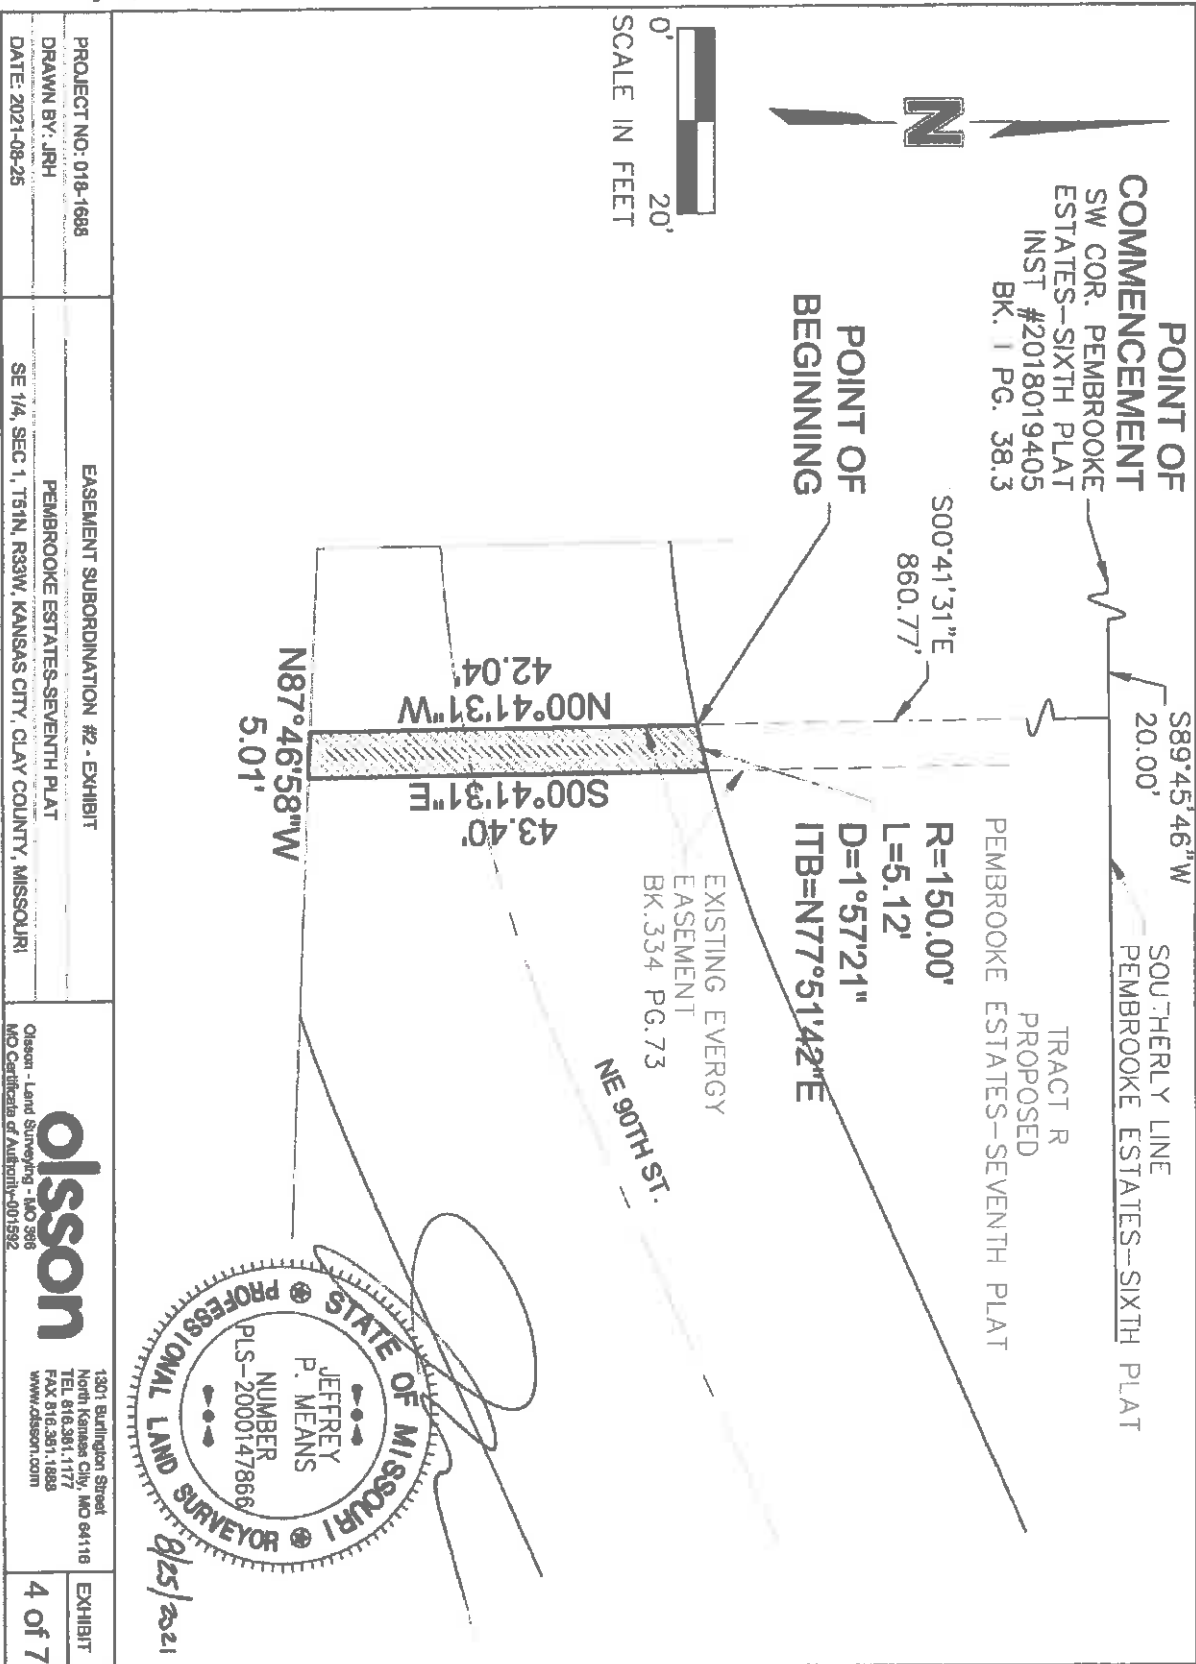 POINT OF
COMMENCEMENT
SW COR. PEMBROOKE
ESTATES-SIXTH PLAT
INST #2018019405
BK. I PG. 38.3
S89°45'46"W
20.00'
SOUTHERLY LINE
PEMBROOKE ESTATES-SIXTH PLAT
TRACT R
PROPOSED
PEMBROOKE ESTATES-SEVENTH PLAT
S00°41'31"E
860.77'
N
POINT OF
BEGINNING
R=150.00'
L=5.12'
D=1°57'21"
ITB=N77°51'42"E
EXISTING EVERGY
EASEMENT
BK.334 PG.73
0'
20'
SCALE IN FEET
N00°41'31"W
42.04'
S00°41'31"E
43.40'
NE 90TH ST.
N87°46'58"W
5.01'
STATE OF MISSOURI
JEFFREY
P. MEANS
NUMBER
PLS-2000147866
PROFESSIONAL LAND SURVEYOR
8/25/2021
PROJECT NO: 018-1688
DRAWN BY: JRH
DATE: 2021-08-25
EASEMENT SUBORDINATION #2 - EXHIBIT
PEMBROOKE ESTATES-SEVENTH PLAT
SE 1/4, SEC 1, T51N, R33W, KANSAS CITY, CLAY COUNTY, MISSOURI
olsson
Olsson - Land Surveying - MO 366
MO Certificate of Authority-001592
1301 Burlington Street
North Kansas City, MO 64116
TEL 816.361.1177
FAX 816.361.1888
www.olsson.com
EXHIBIT
4 of 7